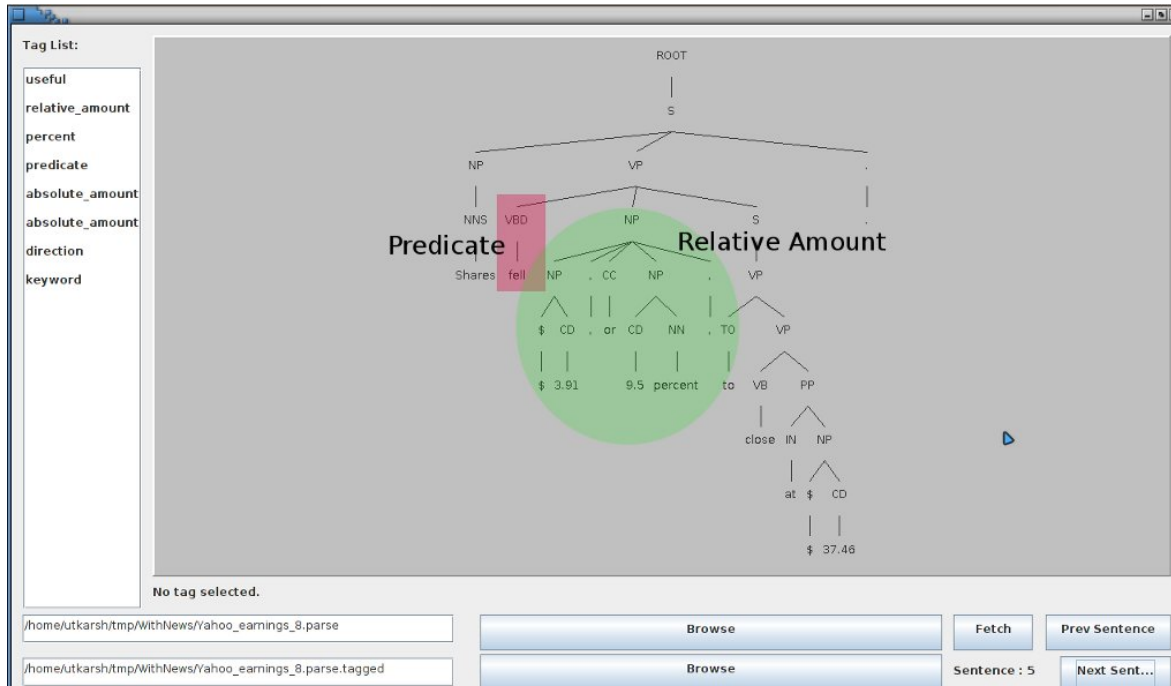 Tag List:
useful
relative_amount
percent
predicate
absolute_amount
absolute_amount
direction
keyword
ROOT
S
NP VP .
NNS VBD NP S .
Predicate Relative Amount
Shares fell NP , CC NP , VP
$ CD , or CD NN , TO VP
$ 3.91 9.5 percent to VB PP
close IN NP
at $ CD
$ 37.46
No tag selected.
/home/utkarsh/tmp/WithNews/Yahoo_earnings_8.parse Browse Fetch Prev Sentence
/home/utkarsh/tmp/WithNews/Yahoo_earnings_8.parse.tagged Browse Sentence : 5 Next Sent...